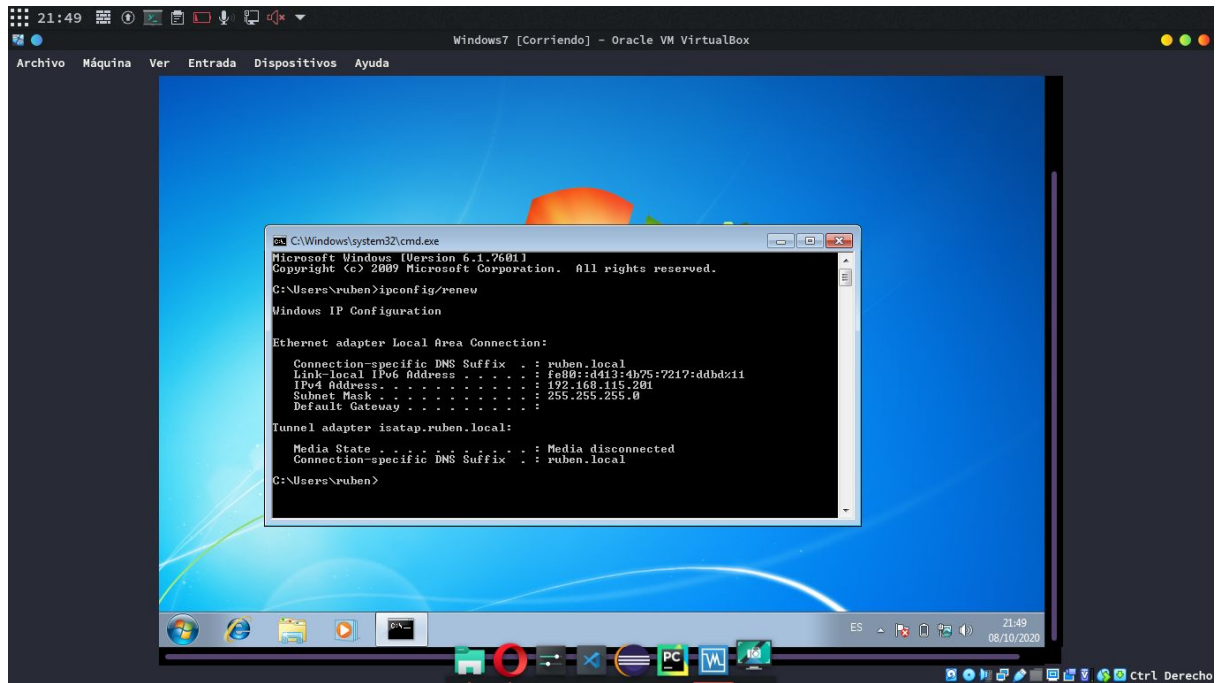 21:49
Windows7 [Corriendo] - Oracle VM VirtualBox
Archivo Máquina Ver Entrada Dispositivos Ayuda
C:\Windows\system32\cmd.exe
Microsoft Windows [Version 6.1.7601]
Copyright (c) 2009 Microsoft Corporation. All rights reserved.
C:\Users\ruben>ipconfig/renew
Windows IP Configuration
Ethernet adapter Local Area Connection:
Connection-specific DNS Suffix . : ruben.local
Link-local IPv6 Address . . . . . : fe80::d413:4b75:7217:ddbd%11
IPv4 Address. . . . . . . . . . . : 192.168.115.201
Subnet Mask . . . . . . . . . . . : 255.255.255.0
Default Gateway . . . . . . . . . :
Tunnel adapter isatap.ruben.local:
Media State . . . . . . . . . . . : Media disconnected
Connection-specific DNS Suffix . : ruben.local
C:\Users\ruben>
ES
21:49
08/10/2020
PC
Ctrl Derecho